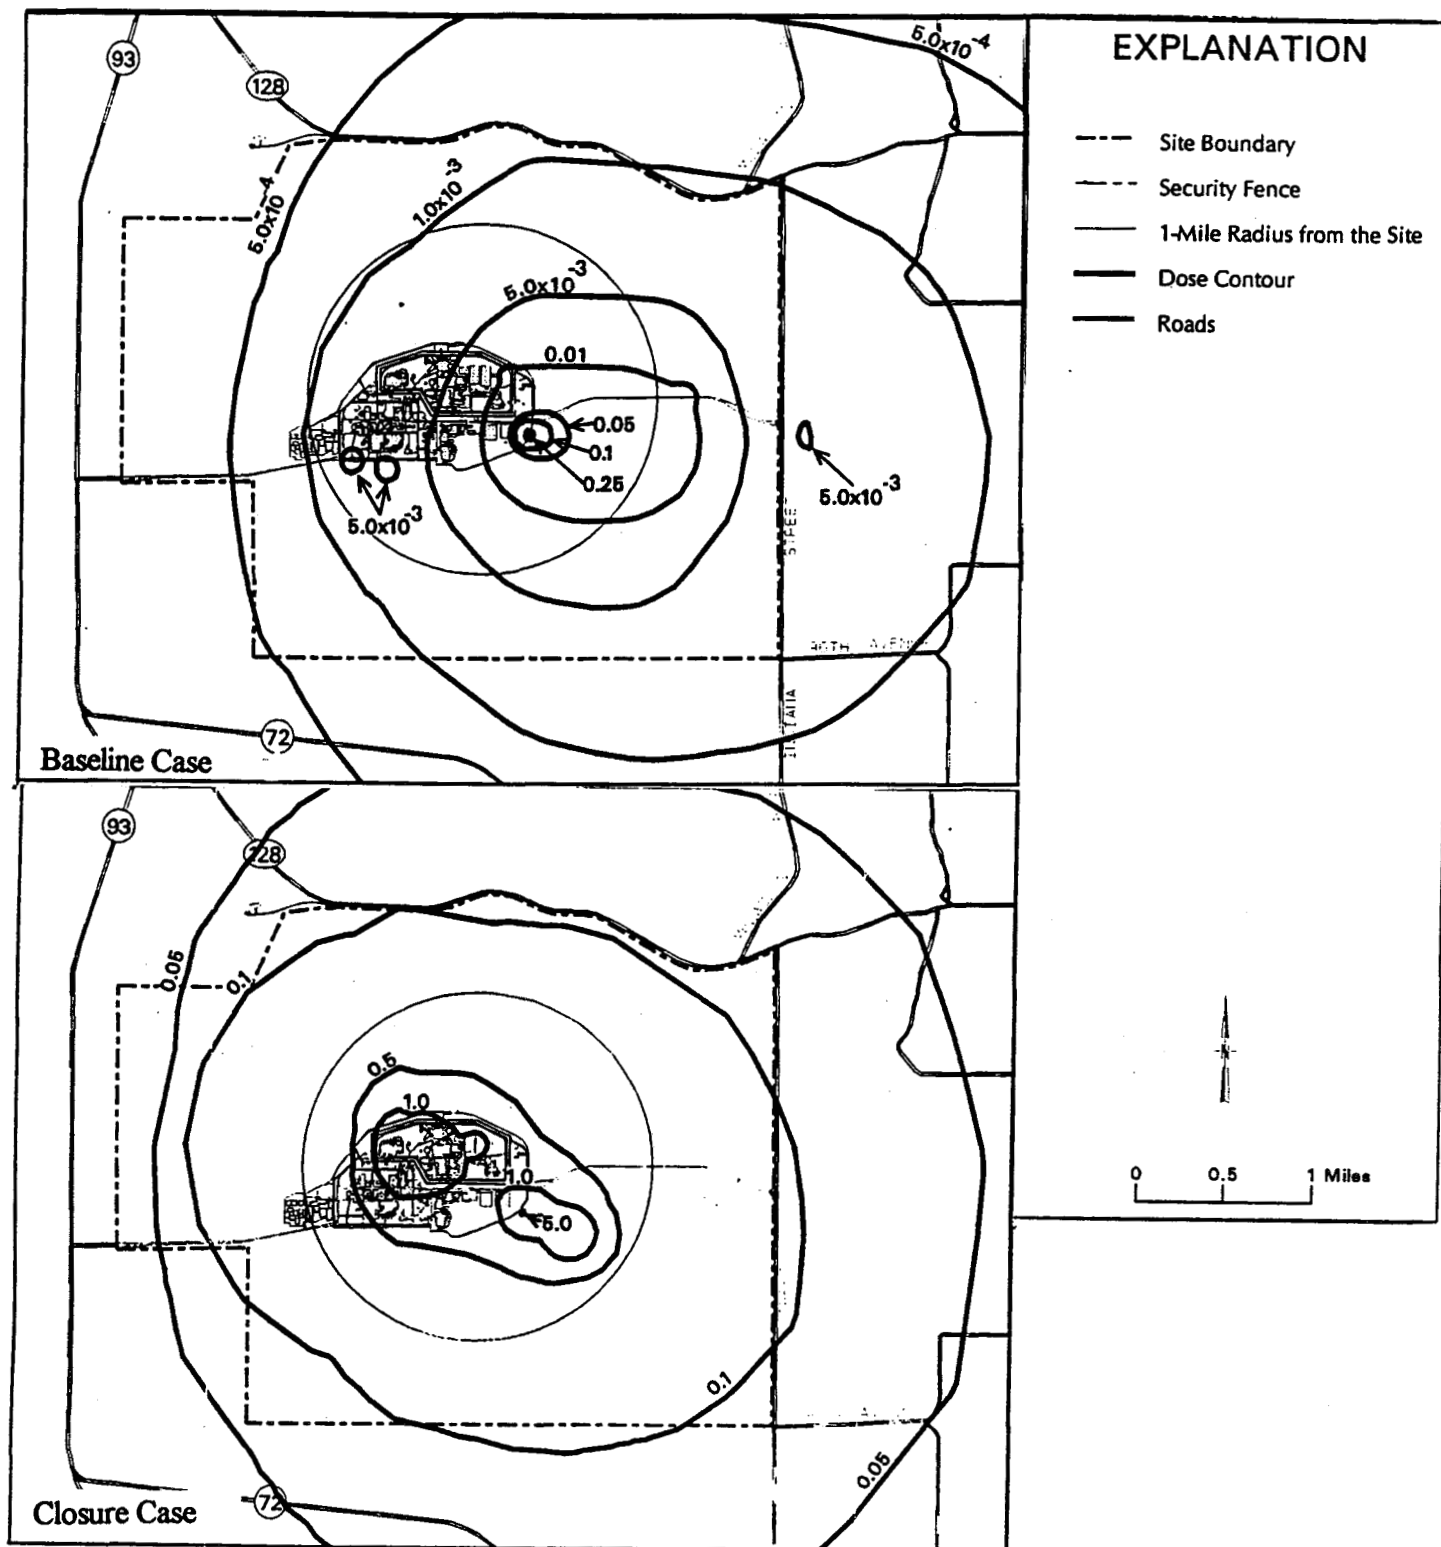 EXPLANATION
Site Boundary
Security Fence
1-Mile Radius from the Site
Dose Contour
Roads
93
128
5.0x10-4
5.0x10-4
1.0x10-3
5.0x10-3
0.01
0.05
0.1
0.25
5.0x10-3
5.0x10-3
AVENUE
INDIANA
72
Baseline Case
93
128
0.05
0.1
0.5
1.0
1.0
5.0
0.1
0.05
72
Closure Case
0 0.5 1 Miles